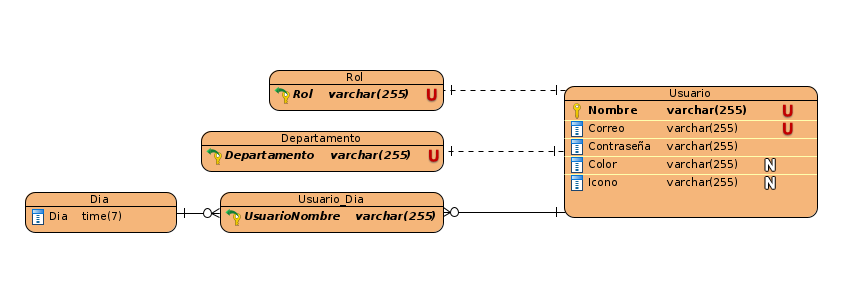 Rol
Rol varchar(255) U
Departamento
Departamento varchar(255) U
Dia
Dia time(7)
Usuario_Dia
UsuarioNombre varchar(255)
Usuario
Nombre varchar(255) U
Correo varchar(255) U
Contraseña varchar(255)
Color varchar(255) N
Icono varchar(255) N